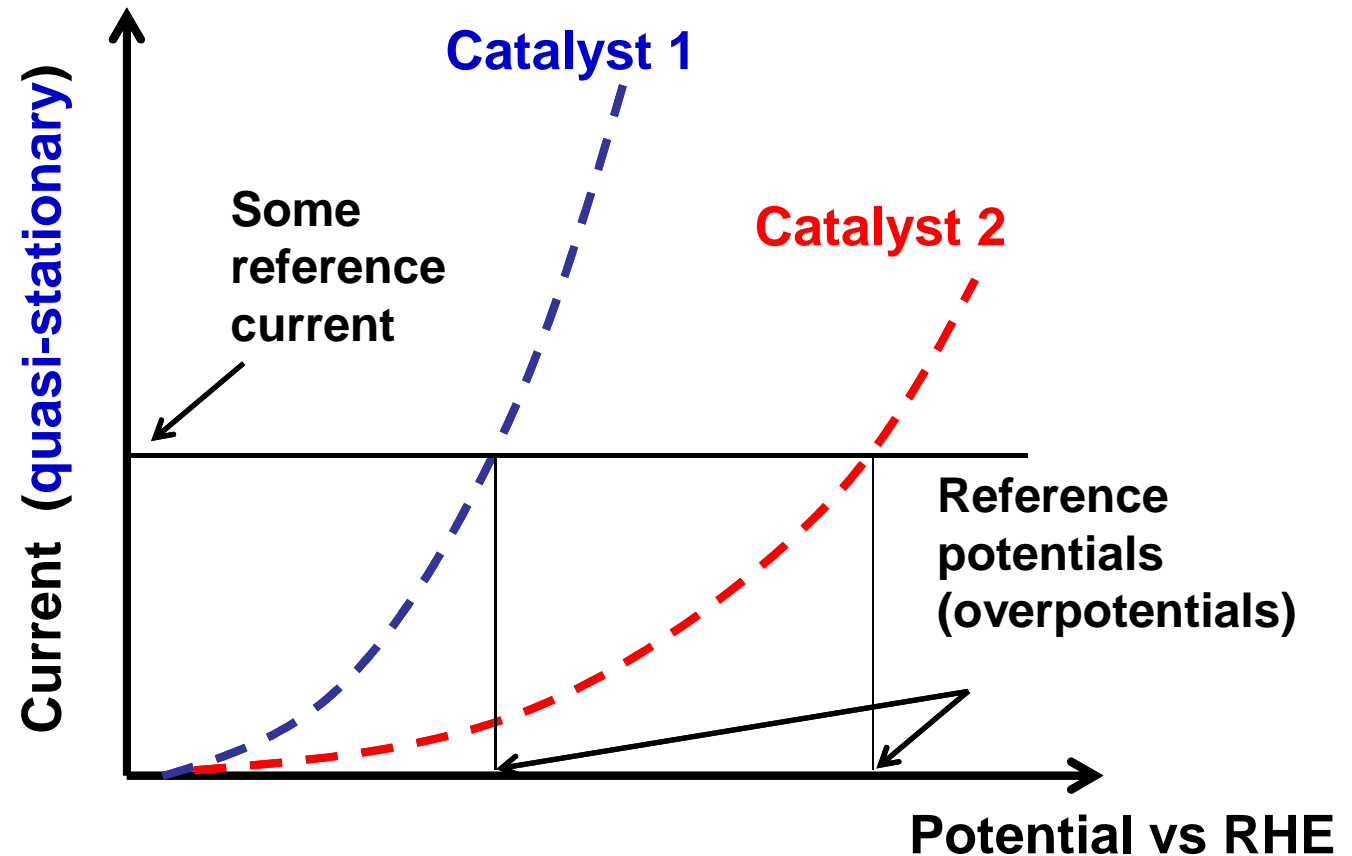 Catalyst 1
Current (quasi-stationary)
Some
reference
current
Catalyst 2
Reference
potentials
(overpotentials)
Potential vs RHE